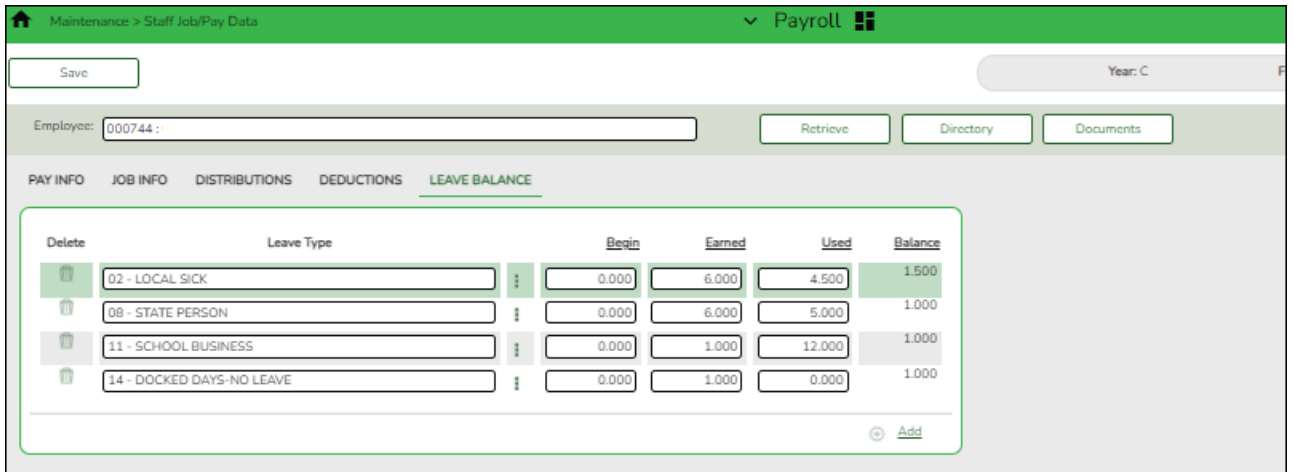 Maintenance > Staff Job/Pay Data Payroll
Save Year: C F
Employee: 000744 : Retrieve Directory Documents
PAY INFO JOB INFO DISTRIBUTIONS DEDUCTIONS LEAVE BALANCE
Delete Leave Type Begin Earned Used Balance
02 - LOCAL SICK 0.000 6.000 4.500 1.500
08 - STATE PERSON 0.000 6.000 5.000 1.000
11 - SCHOOL BUSINESS 0.000 1.000 12.000 1.000
14 - DOCKED DAYS-NO LEAVE 0.000 1.000 0.000 1.000
Add